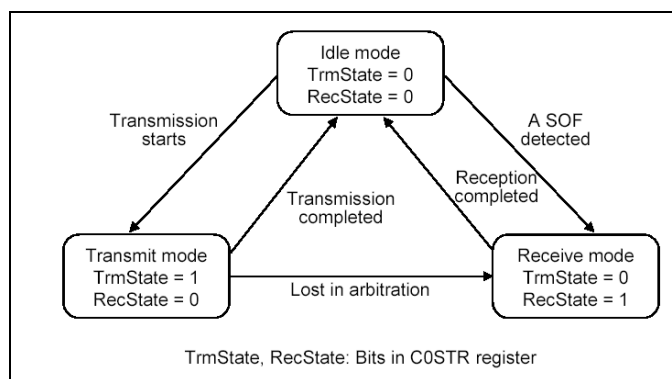 Idle mode
TrmState = 0
RecState = 0
Transmission
starts
A SOF
detected
Transmission
completed
Reception
completed
Transmit mode
TrmState = 1
RecState = 0
Lost in arbitration
Receive mode
TrmState = 0
RecState = 1
TrmState, RecState: Bits in C0STR register